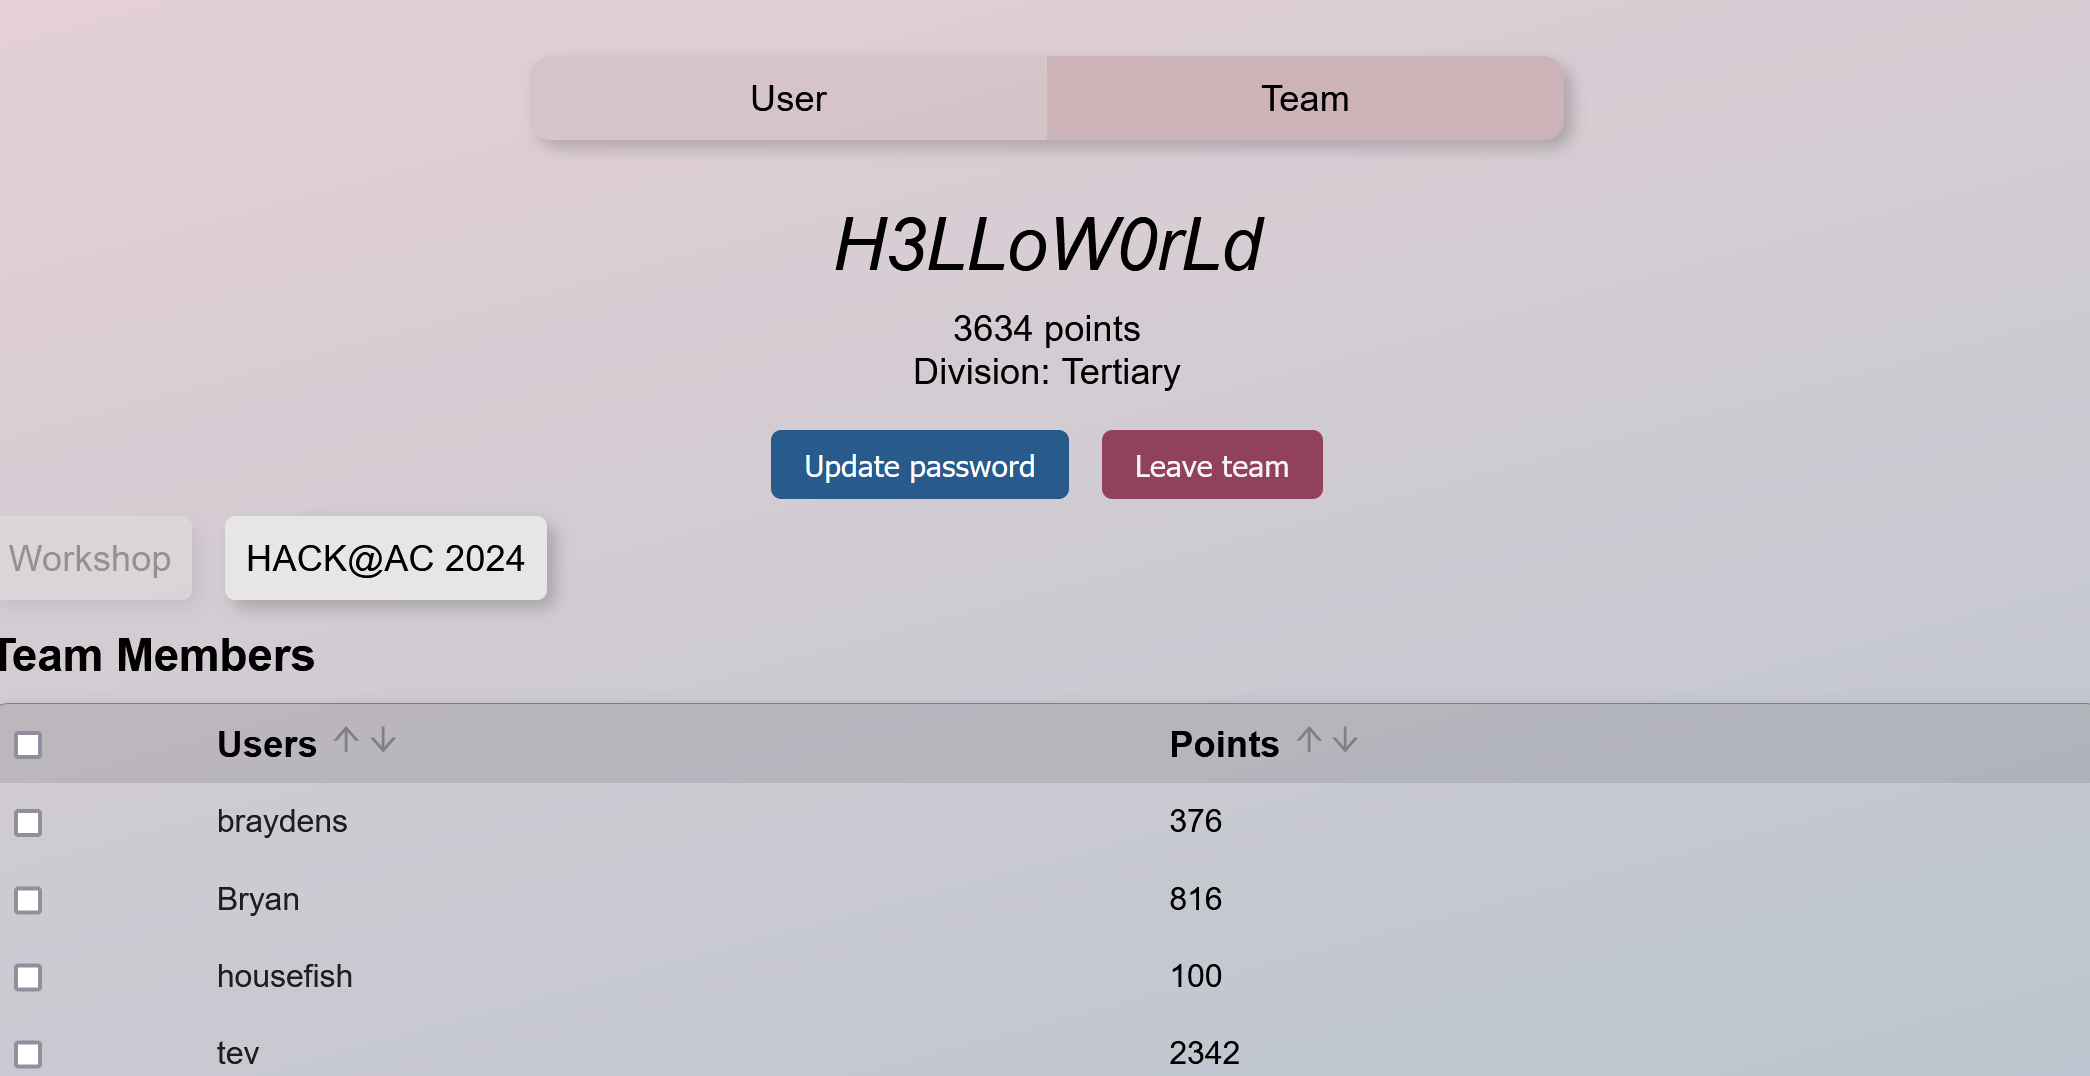 User Team
H3LLoW0rLd
3634 points
Division: Tertiary
Update password Leave team
Workshop HACK@AC 2024
Team Members
Users ↑ ↓ Points ↑ ↓
braydens 376
Bryan 816
housefish 100
tev 2342